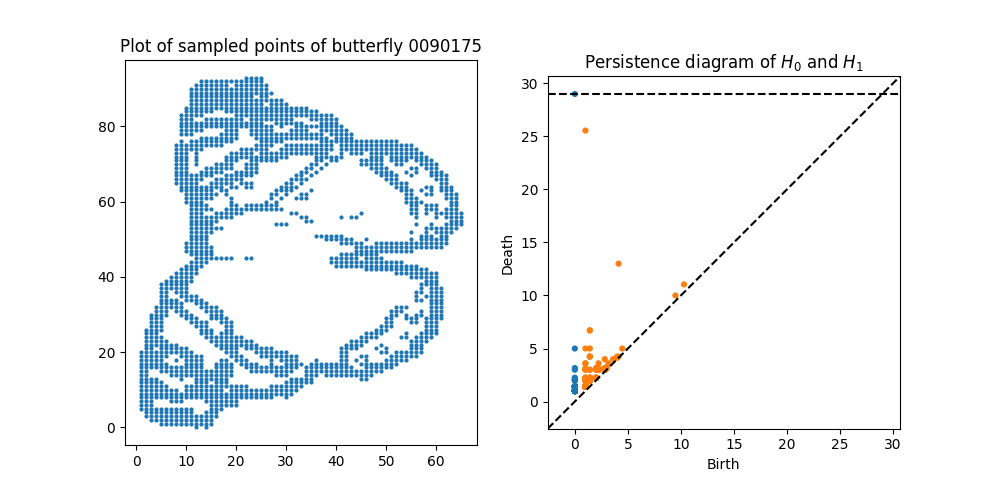 Plot of sampled points of butterfly 0090175
80
60
40
20
0
0 10 20 30 40 50 60
Persistence diagram of $H_0$ and $H_1$
30
25
20
15
10
5
0
Death
0 5 10 15 20 25 30
Birth